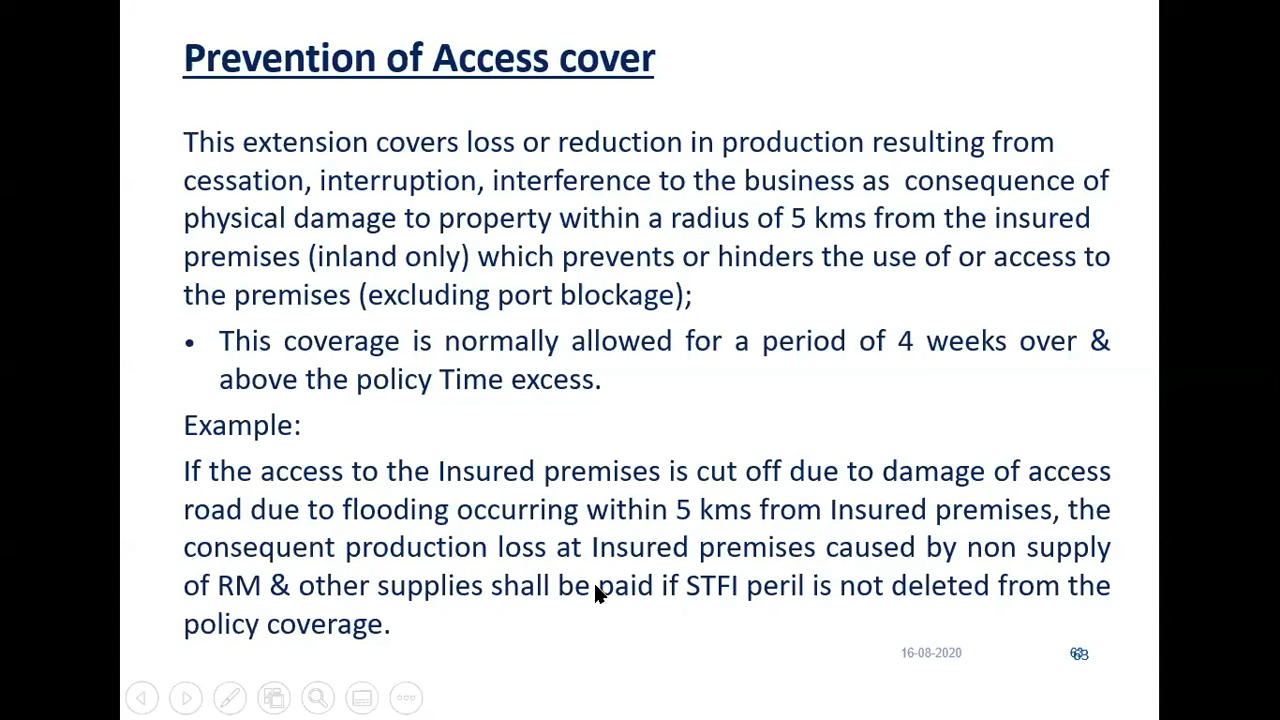 Prevention of Access cover
This extension covers loss or reduction in production resulting from
cessation, interruption, interference to the business as consequence of
physical damage to property within a radius of 5 kms from the insured
premises (inland only) which prevents or hinders the use of or access to
the premises (excluding port blockage);
• This coverage is normally allowed for a period of 4 weeks over &
above the policy Time excess.
Example:
If the access to the Insured premises is cut off due to damage of access
road due to flooding occurring within 5 kms from Insured premises, the
consequent production loss at Insured premises caused by non supply
of RM & other supplies shall be paid if STFI peril is not deleted from the
policy coverage.
16-08-2020